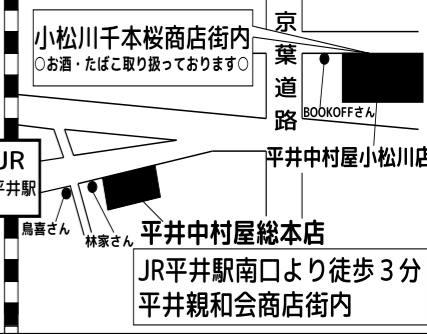 小松川千本桜商店街内
○お酒・たばこ取り扱っております○
京葉道路
BOOKOFFさん
平井中村屋小松川店
JR
平井駅
鳥喜さん
林家さん
平井中村屋総本店
JR平井駅南口より徒歩３分
平井親和会商店街内